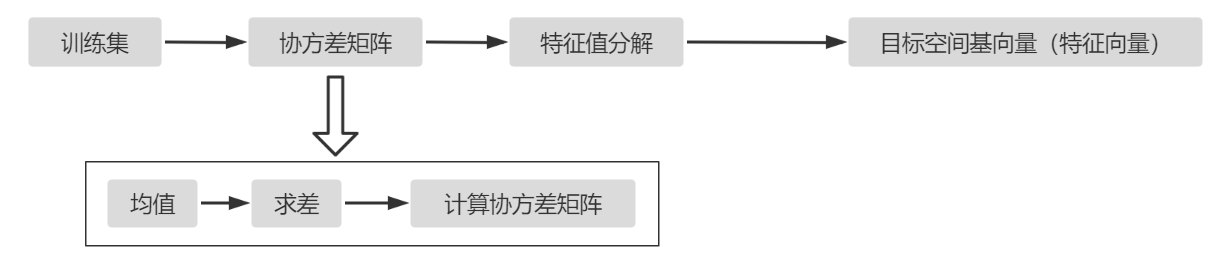 训练集
协方差矩阵
特征值分解
目标空间基向量（特征向量）
均值
求差
计算协方差矩阵